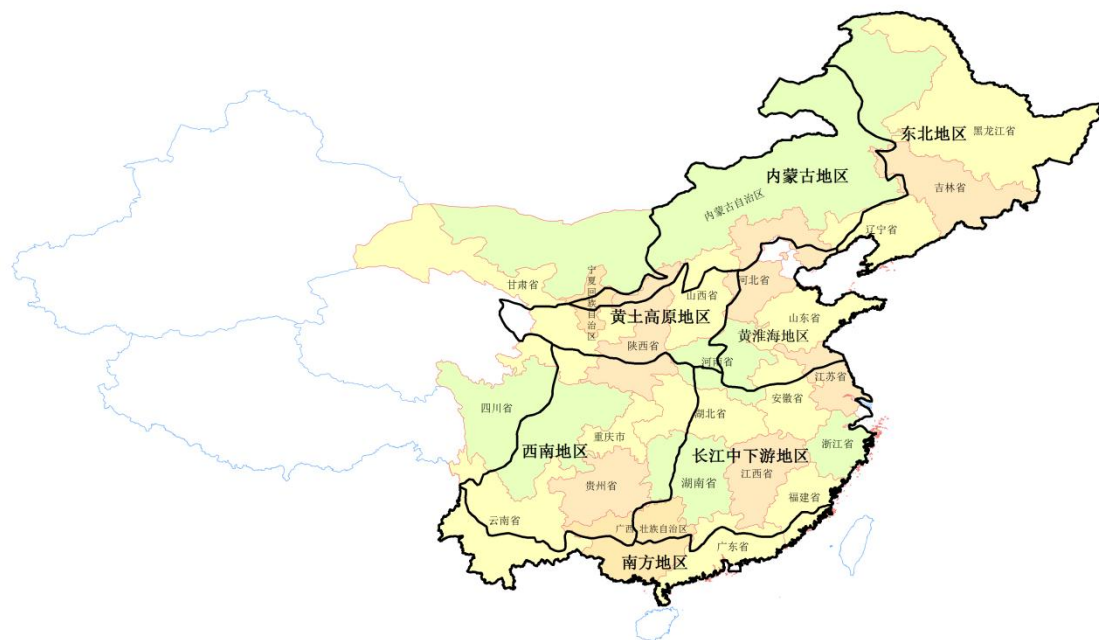 东北地区
黑龙江省
内蒙古地区
吉林省
内蒙古自治区
辽宁省
甘肃省
宁夏回族自治区
山西省
河北省
黄土高原地区
山东省
黄淮海地区
陕西省
河南省
江苏省
安徽省
四川省
湖北省
重庆市
浙江省
西南地区
长江中下游地区
江西省
贵州省
湖南省
福建省
云南省
广西 壮族自治区
广东省
南方地区